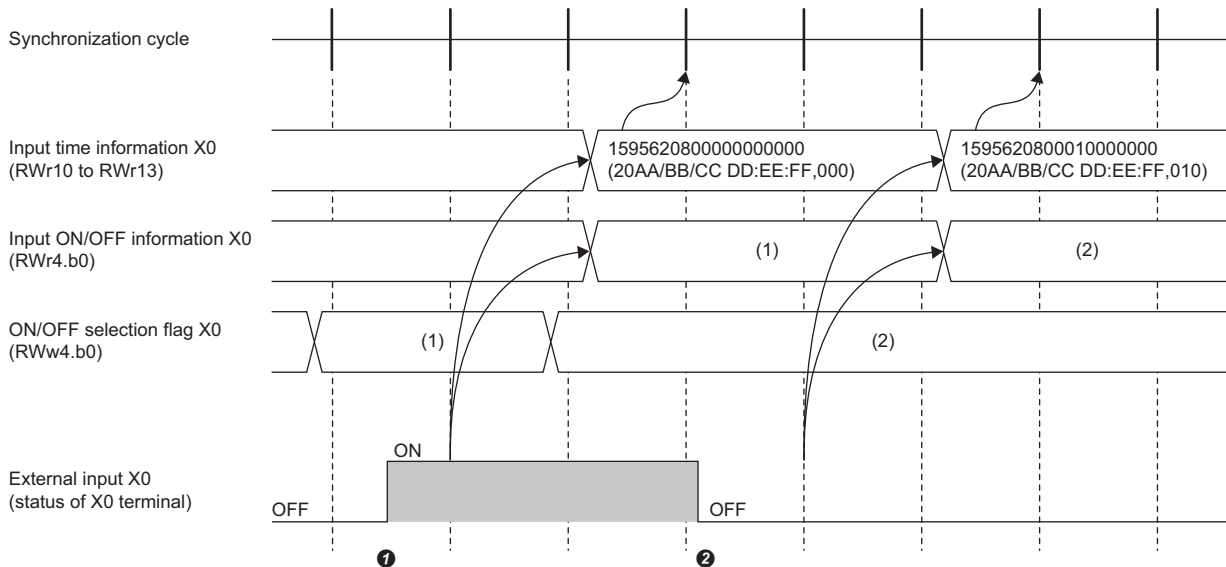 Synchronization cycle
Input time information X0
(RWr10 to RWr13)
1595620800000000000
(20AA/BB/CC DD:EE:FF,000)
1595620800010000000
(20AA/BB/CC DD:EE:FF,010)
Input ON/OFF information X0
(RWr4.b0)
(1)
(2)
ON/OFF selection flag X0
(RWw4.b0)
(1)
(2)
External input X0
(status of X0 terminal)
OFF
ON
OFF
❶
❷